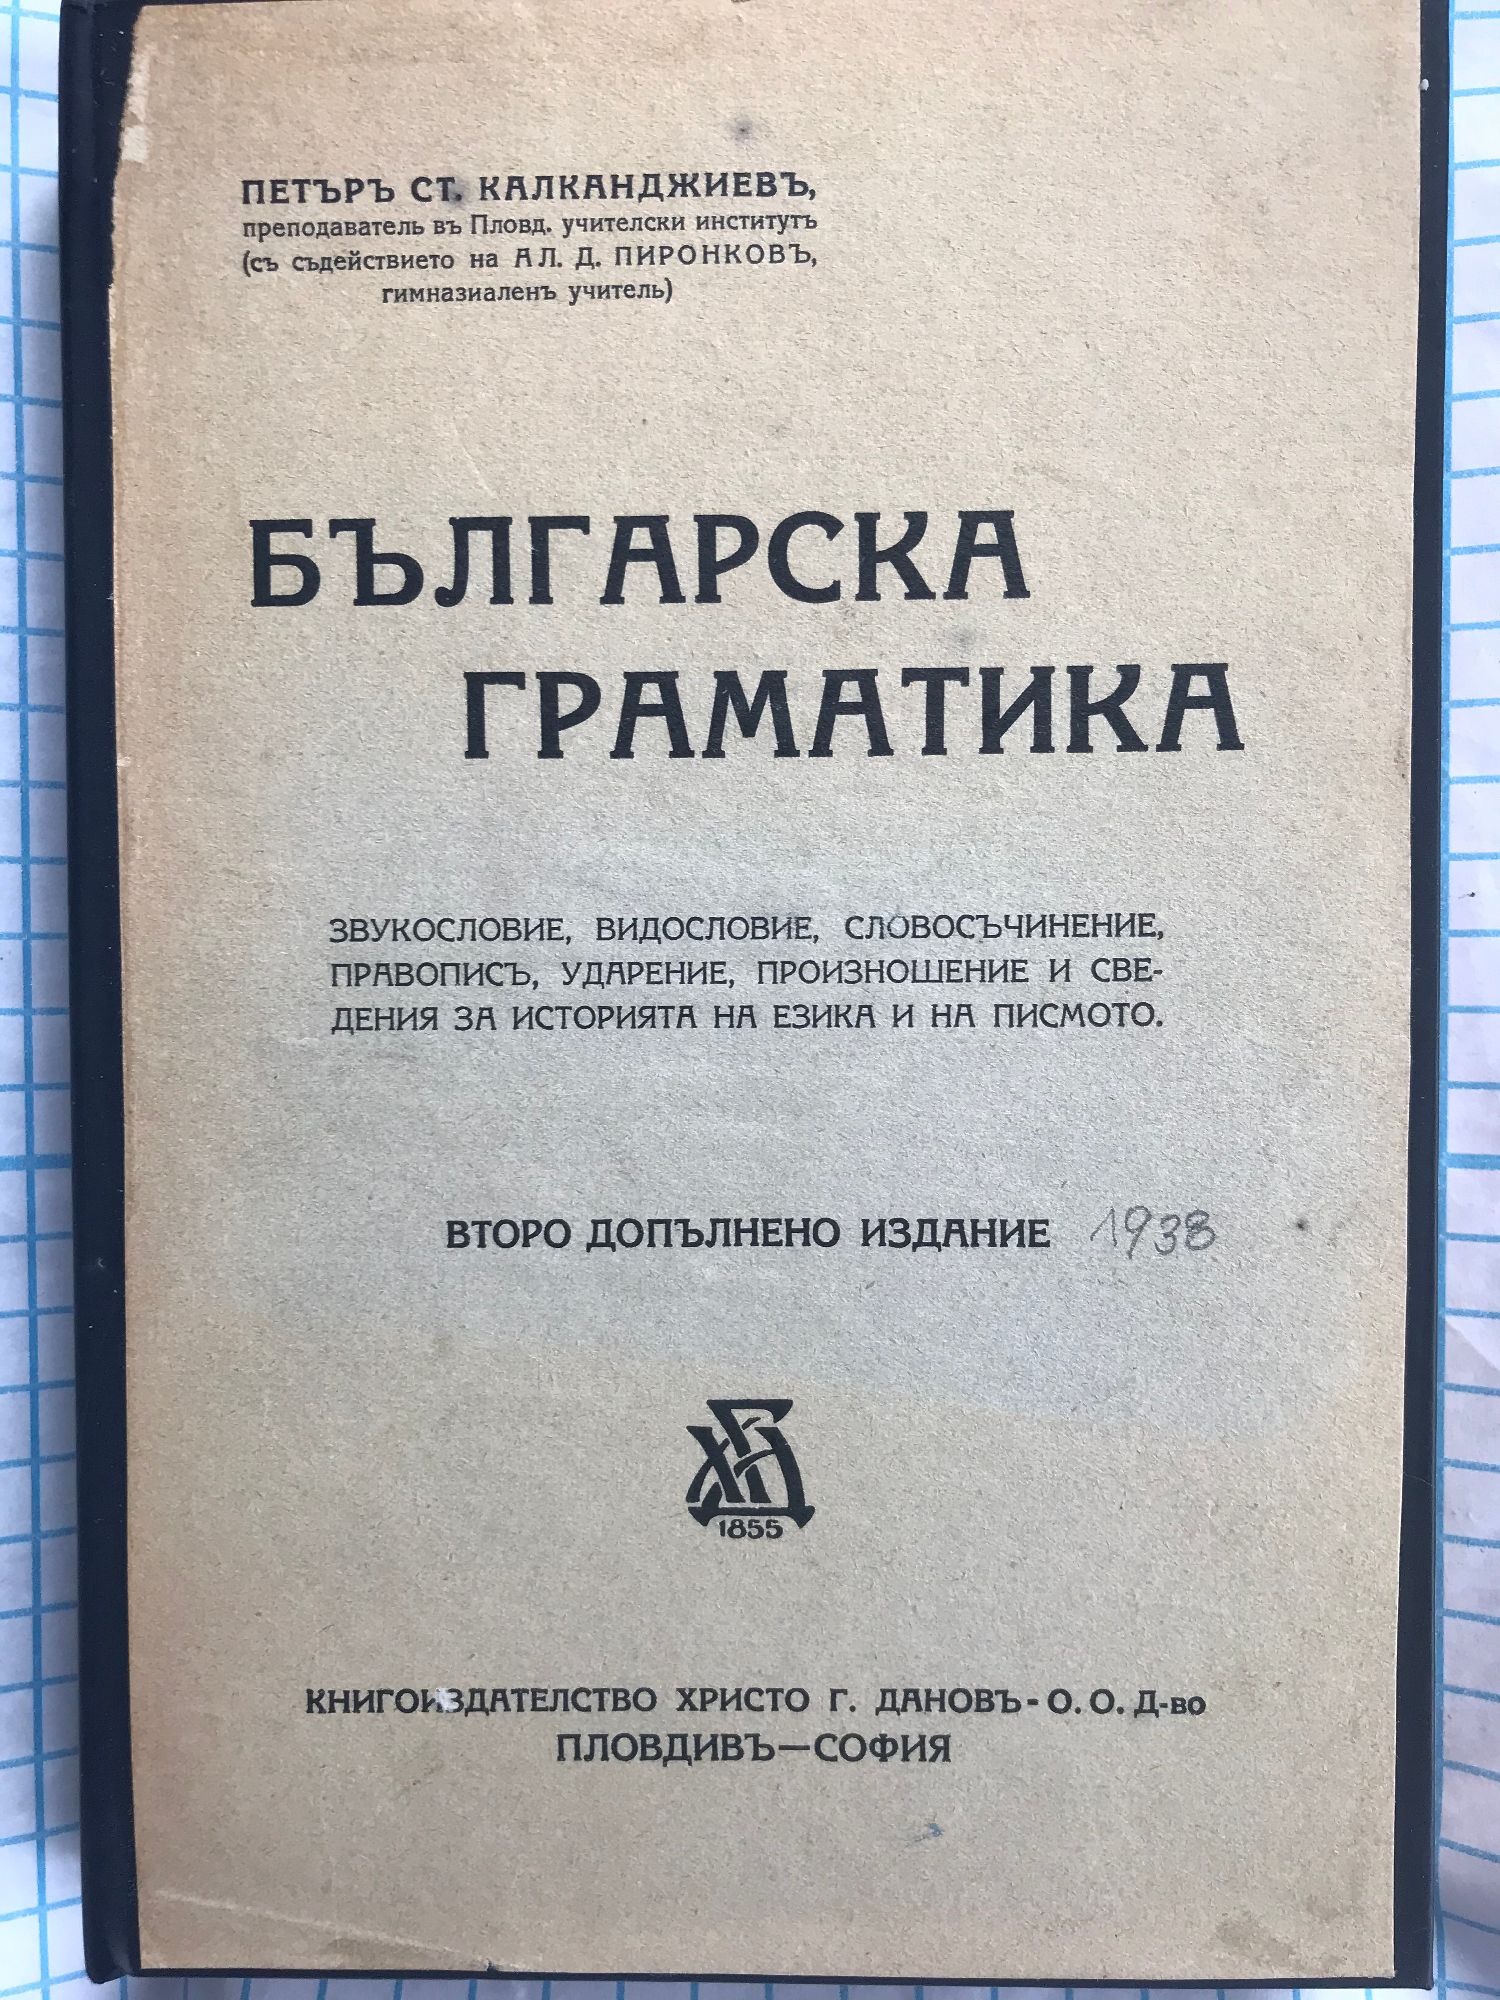 ПЕТЪРЪ СТ. КАЛКАНДЖИЕВЪ,
преподаватель въ Пловд. учителски институтъ
(съ съдействието на АЛ. Д. ПИРОНКОВЪ,
гимназиаленъ учитель)
БЪЛГАРСКА
ГРАМАТИКА
ЗВУКОСЛОВИЕ, ВИДОСЛОВИЕ, СЛОВОСЪЧИНЕНИЕ,
ПРАВОПИСЪ, УДАРЕНИЕ, ПРОИЗНОШЕНИЕ И СВЕ-
ДЕНИЯ ЗА ИСТОРИЯТА НА ЕЗИКА И НА ПИСМОТО.
ВТОРО ДОПЪЛНЕНО ИЗДАНИЕ 1938
ХГД
1855
КНИГОИЗДАТЕЛСТВО ХРИСТО Г. ДАНОВЪ - О. О. Д-во
ПЛОВДИВЪ—СОФИЯ